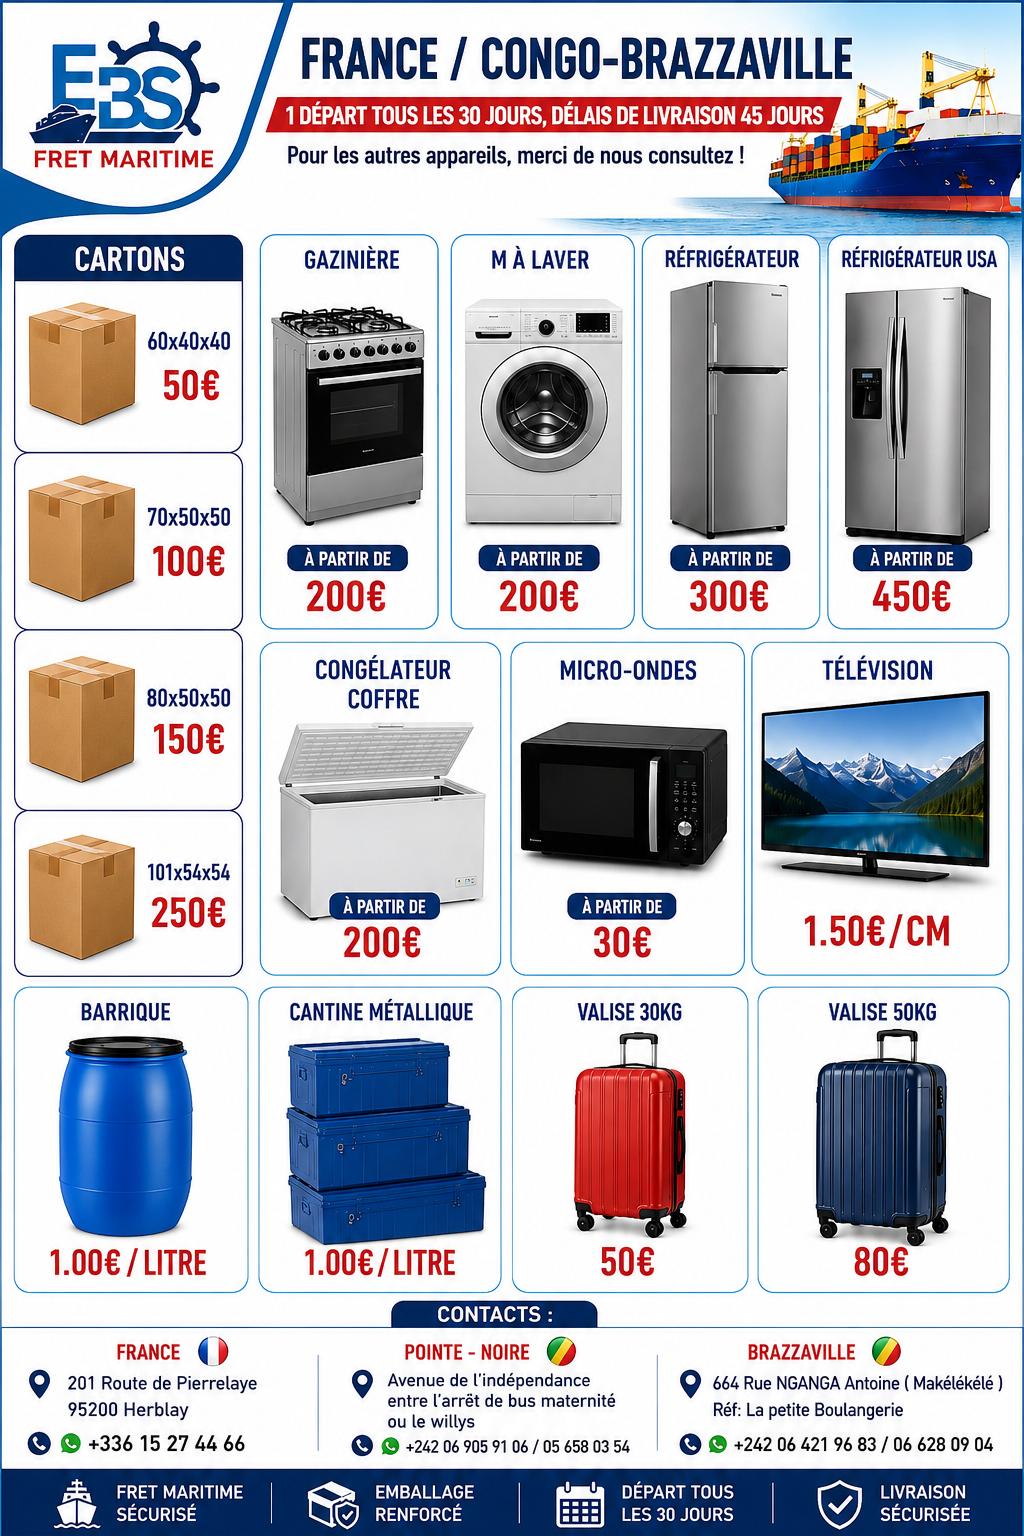 EBS
FRET MARITIME
FRANCE / CONGO-BRAZZAVILLE
1 DÉPART TOUS LES 30 JOURS, DÉLAIS DE LIVRAISON 45 JOURS
Pour les autres appareils, merci de nous consultez !
CARTONS
60x40x40
50€
70x50x50
100€
80x50x50
150€
101x54x54
250€
GAZINIÈRE
À PARTIR DE
200€
M À LAVER
À PARTIR DE
200€
RÉFRIGÉRATEUR
À PARTIR DE
300€
RÉFRIGÉRATEUR USA
À PARTIR DE
450€
CONGÉLATEUR
COFFRE
À PARTIR DE
200€
MICRO-ONDES
À PARTIR DE
30€
TÉLÉVISION
1.50€/CM
BARRIQUE
1.00€ / LITRE
CANTINE MÉTALLIQUE
1.00€ / LITRE
VALISE 30KG
50€
VALISE 50KG
80€
CONTACTS :
FRANCE
201 Route de Pierrelaye
95200 Herblay
+336 15 27 44 66
POINTE - NOIRE
Avenue de l'indépendance
entre l'arrêt de bus maternité
ou le willys
+242 06 905 91 06 / 05 658 03 54
BRAZZAVILLE
664 Rue NGANGA Antoine ( Makélékélé )
Réf: La petite Boulangerie
+242 06 421 96 83 / 06 628 09 04
FRET MARITIME
SÉCURISÉ
EMBALLAGE
RENFORCÉ
DÉPART TOUS
LES 30 JOURS
LIVRAISON
SÉCURISÉE